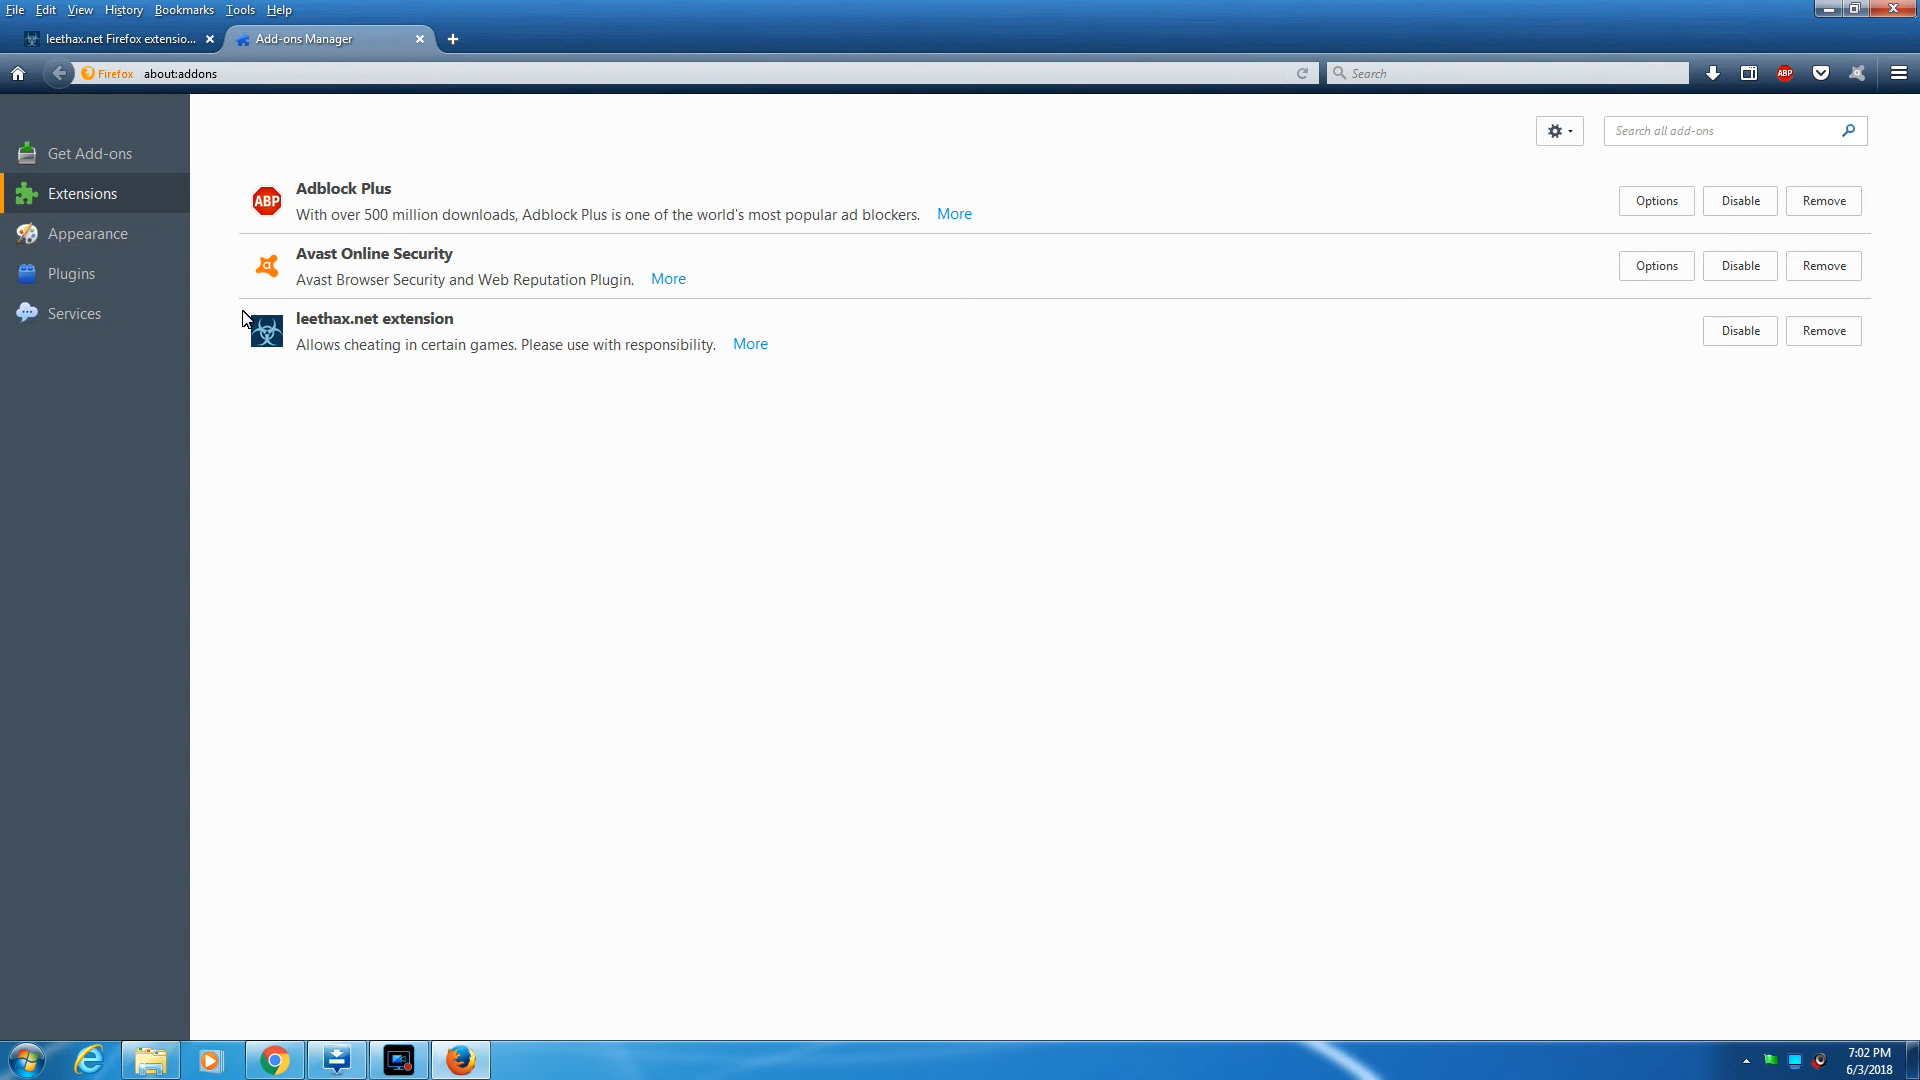 File Edit View History Bookmarks Tools Help
leethax.net Firefox extensio... Add-ons Manager
Firefox about:addons Search ABP
Search all add-ons
Get Add-ons
Extensions
Appearance
Plugins
Services
ABP Adblock Plus
With over 500 million downloads, Adblock Plus is one of the world's most popular ad blockers. More
Options Disable Remove
Avast Online Security
Avast Browser Security and Web Reputation Plugin. More
Options Disable Remove
leethax.net extension
Allows cheating in certain games. Please use with responsibility. More
Disable Remove
7:02 PM
6/3/2018